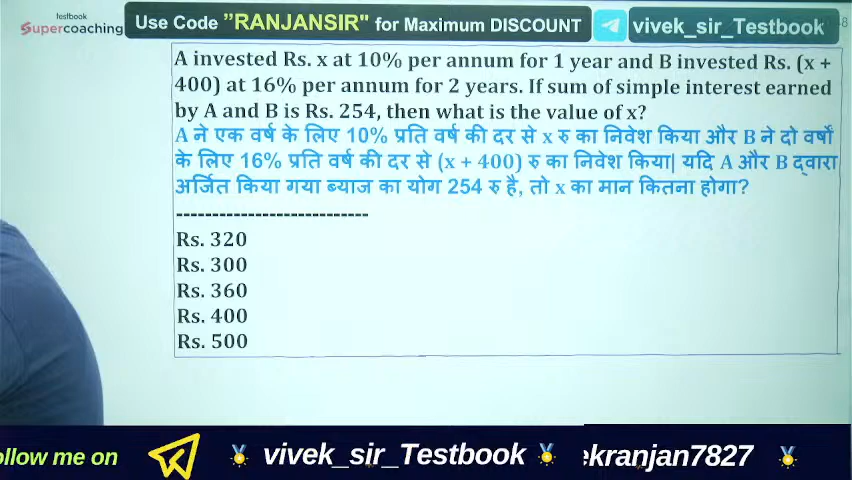 testbook
Supercoaching
Use Code ”RANJANSIR" for Maximum DISCOUNT
vivek_sir_Testbook
A invested Rs. x at 10% per annum for 1 year and B invested Rs. (x +
400) at 16% per annum for 2 years. If sum of simple interest earned
by A and B is Rs. 254, then what is the value of x?
A ने एक वर्ष के लिए 10% प्रति वर्ष की दर से x रु का निवेश किया और B ने दो वर्षों
के लिए 16% प्रति वर्ष की दर से (x + 400) रु का निवेश किया| यदि A और B द्वारा
अर्जित किया गया ब्याज का योग 254 रु है, तो x का मान कितना होगा?
---------------------------
Rs. 320
Rs. 300
Rs. 360
Rs. 400
Rs. 500
ollow me on
vivek_sir_Testbook
ekranjan7827